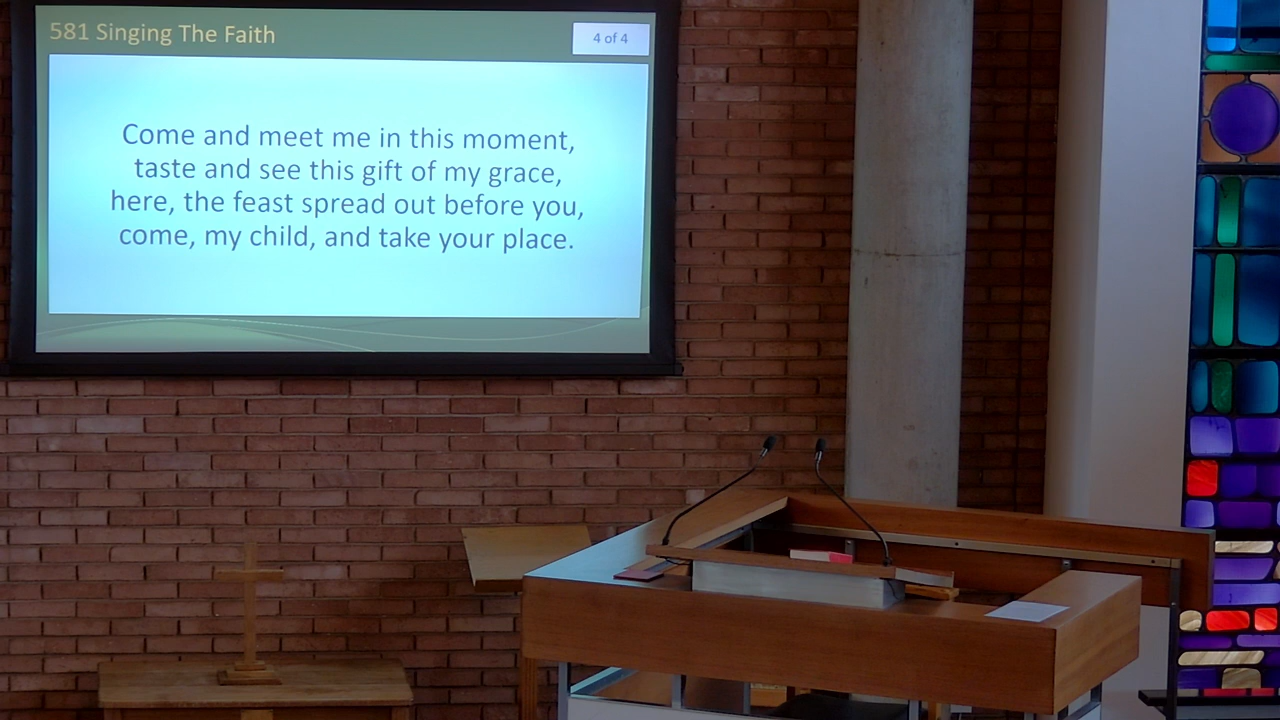 581 Singing The Faith
4 of 4
Come and meet me in this moment,
taste and see this gift of my grace,
here, the feast spread out before you,
come, my child, and take your place.